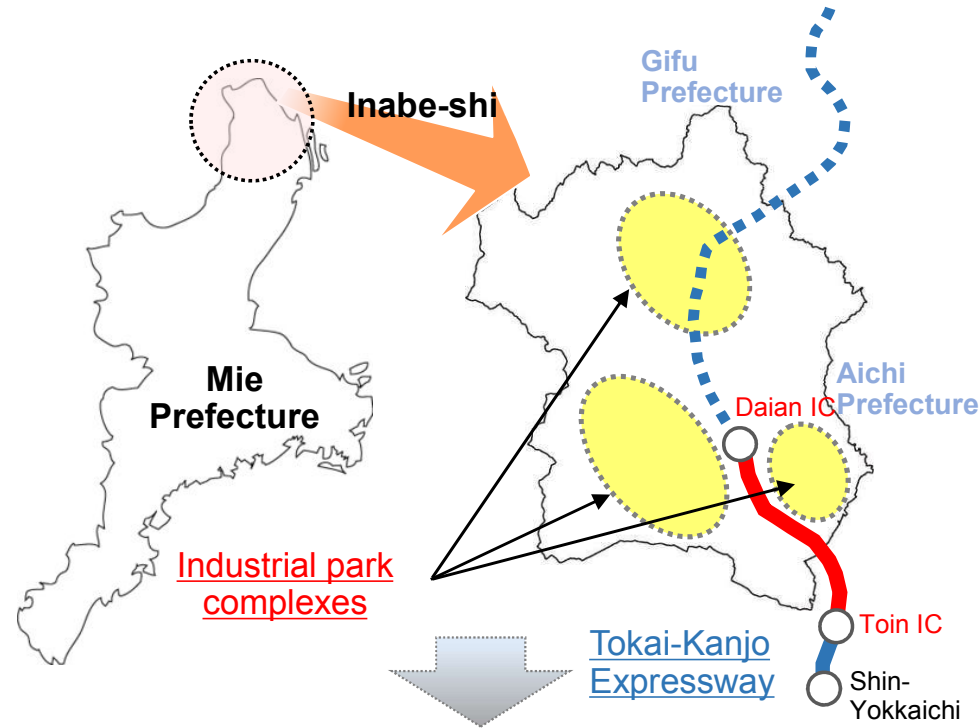 Gifu
Prefecture
Inabe-shi
Mie
Prefecture
Aichi
Prefecture
Daian IC
Industrial park
complexes
Toin IC
Tokai-Kanjo
Expressway
Shin-
Yokkaichi